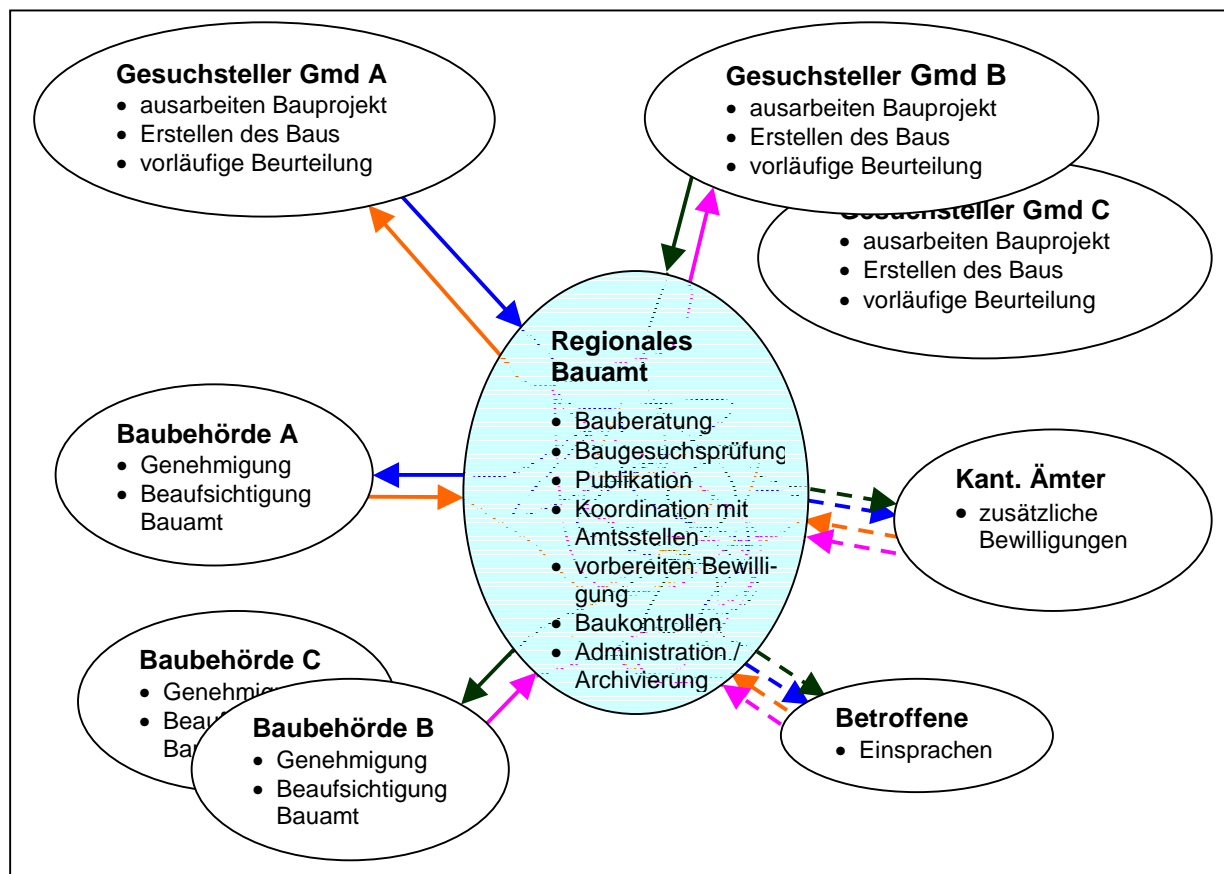 Gesuchsteller Gmd A
• ausarbeiten Bauprojekt
• Erstellen des Baus
• vorläufige Beurteilung
Gesuchsteller Gmd B
• ausarbeiten Bauprojekt
• Erstellen des Baus
• vorläufige Beurteilung
Gesuchsteller Gmd C
• ausarbeiten Bauprojekt
• Erstellen des Baus
• vorläufige Beurteilung
Regionales
Bauamt
• Bauberatung
• Baugesuchsprüfung
• Publikation
• Koordination mit
Amtsstellen
• vorbereiten Bewilli-
gung
• Baukontrollen
• Administration /
Archivierung
Baubehörde A
• Genehmigung
• Beaufsichtigung
Bauamt
Kant. Ämter
• zusätzliche
Bewilligungen
Baubehörde C
Baubehörde B
• Genehmigung
• Beaufsichtigung
Bauamt
Betroffene
• Einsprachen